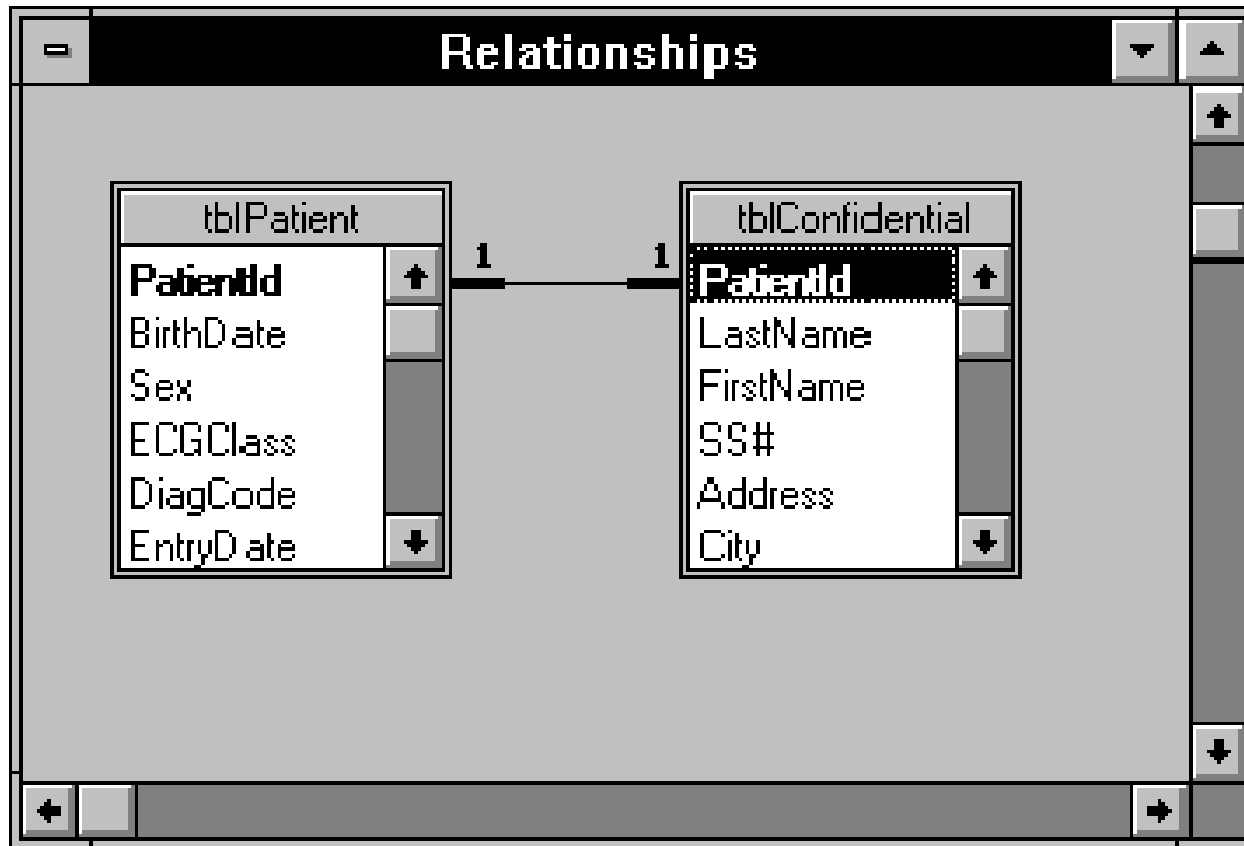 Relationships
tblPatient
PatientId
BirthDate
Sex
ECGClass
DiagCode
EntryDate
1
1
tblConfidential
PatientId
LastName
FirstName
SS#
Address
City